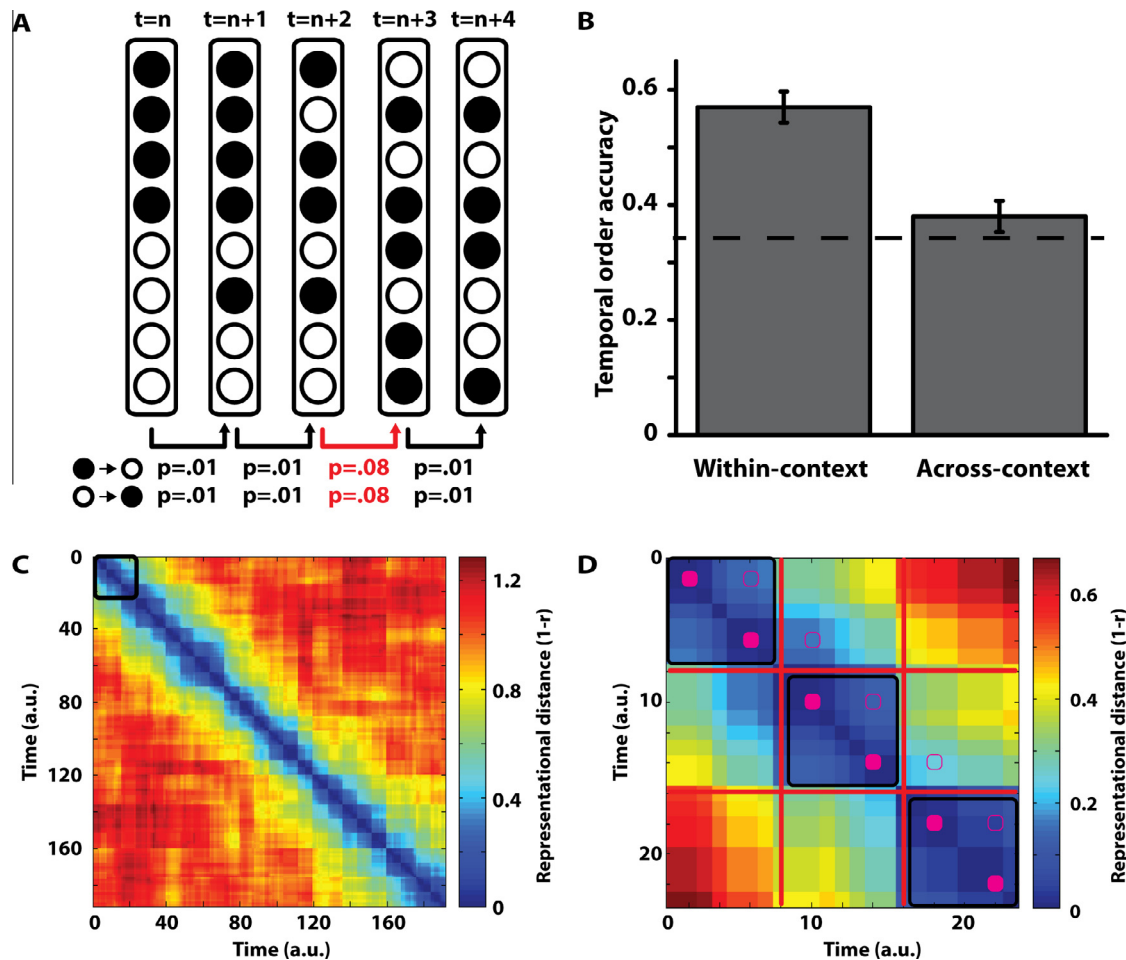 A
t=n t=n+1 t=n+2 t=n+3 t=n+4
p=.01 p=.01 p=.08 p=.01
p=.01 p=.01 p=.08 p=.01
B
Temporal order accuracy
0.6
0.4
0.2
0
Within-context Across-context
C
Time (a.u.)
0
40
80
120
160
0 40 80 120 160
Time (a.u.)
1.2
0.8
0.4
0
Representational distance (1-r)
D
Time (a.u.)
0
10
20
0 10 20
Time (a.u.)
0.6
0.4
0.2
0
Representational distance (1-r)